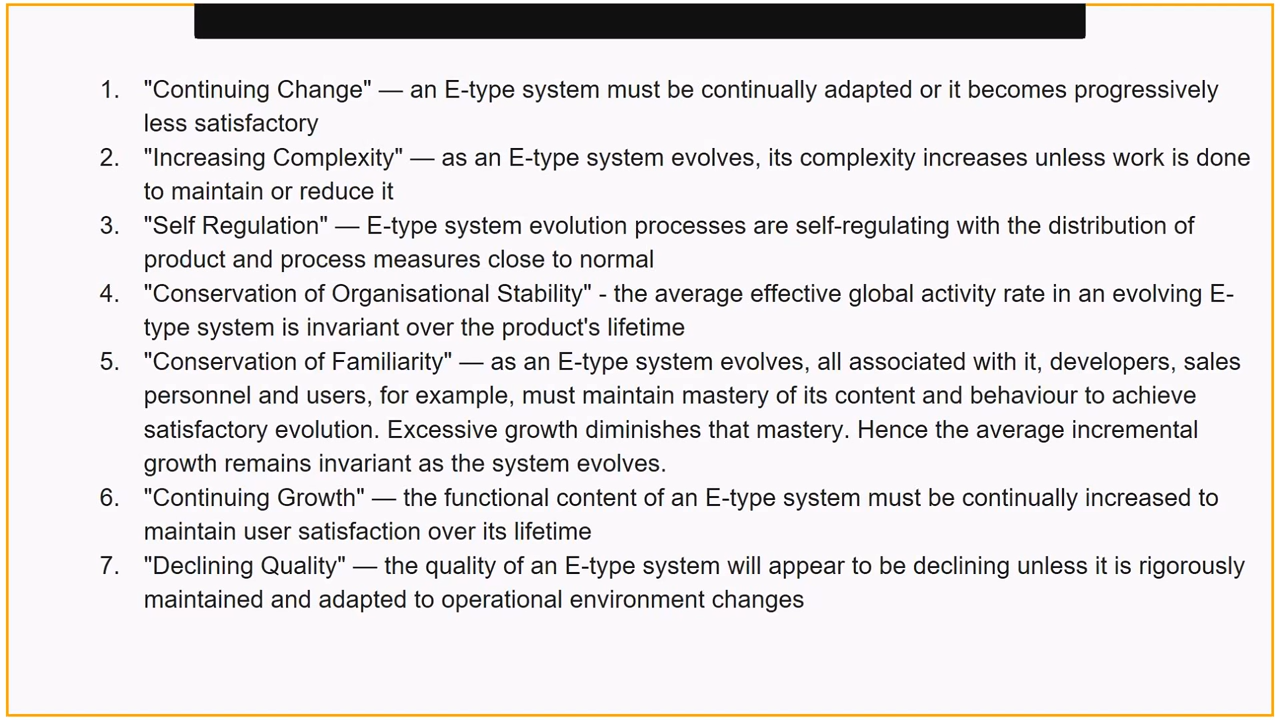 1. "Continuing Change" — an E-type system must be continually adapted or it becomes progressively
less satisfactory
2. "Increasing Complexity" — as an E-type system evolves, its complexity increases unless work is done
to maintain or reduce it
3. "Self Regulation" — E-type system evolution processes are self-regulating with the distribution of
product and process measures close to normal
4. "Conservation of Organisational Stability" - the average effective global activity rate in an evolving E-
type system is invariant over the product's lifetime
5. "Conservation of Familiarity" — as an E-type system evolves, all associated with it, developers, sales
personnel and users, for example, must maintain mastery of its content and behaviour to achieve
satisfactory evolution. Excessive growth diminishes that mastery. Hence the average incremental
growth remains invariant as the system evolves.
6. "Continuing Growth" — the functional content of an E-type system must be continually increased to
maintain user satisfaction over its lifetime
7. "Declining Quality" — the quality of an E-type system will appear to be declining unless it is rigorously
maintained and adapted to operational environment changes